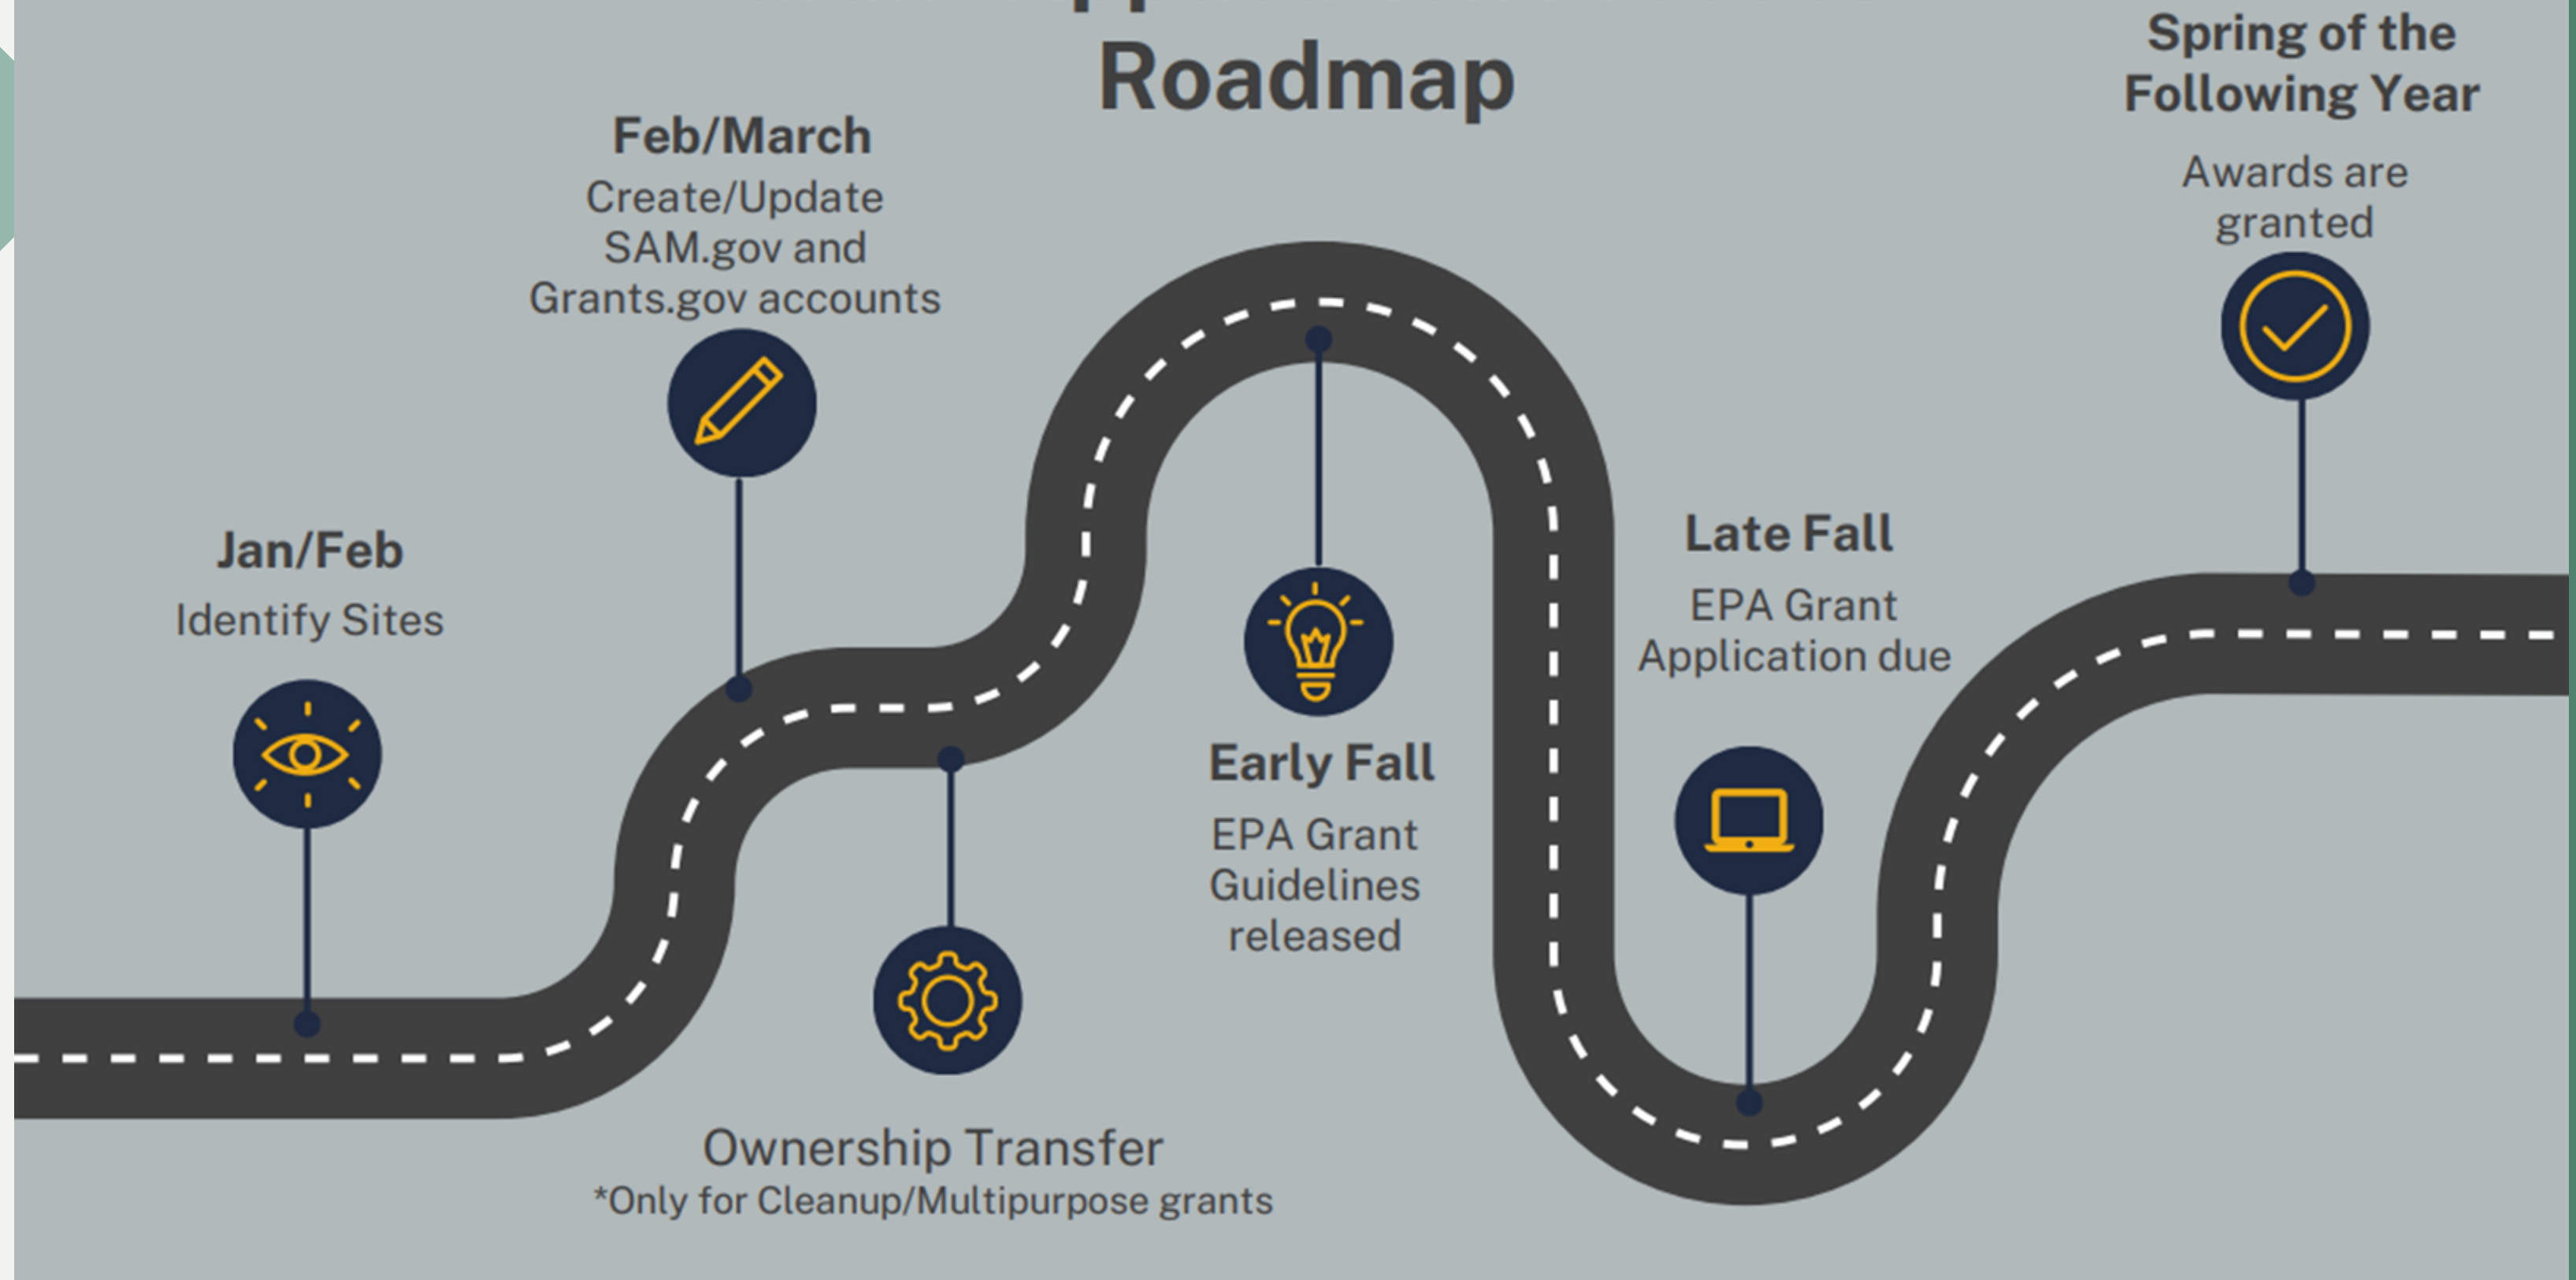 Roadmap
Jan/Feb
Identify Sites
Feb/March
Create/Update
SAM.gov and
Grants.gov accounts
Ownership Transfer
*Only for Cleanup/Multipurpose grants
Early Fall
EPA Grant
Guidelines
released
Late Fall
EPA Grant
Application due
Spring of the
Following Year
Awards are
granted